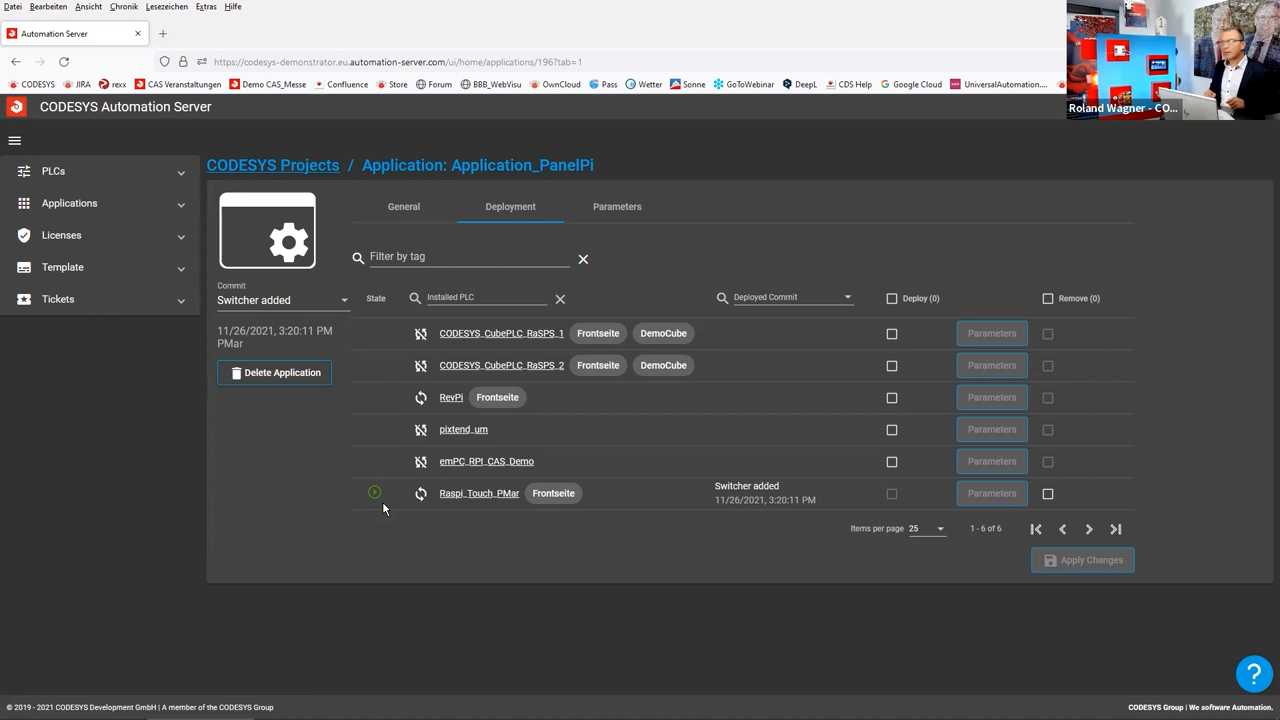 Datei Bearbeiten Ansicht Chronik Lesezeichen Extras Hilfe
Automation Server
https://codesys-demonstrator.eu.automation-server.com/ui/home/applications/196?tab=1
CODESYS JIRA rexx CAS Veranstaltungen Demo CAS_Messe Confluence Store Forum BBB_WebVisu OwnCloud Pass Wetter Sonne GoToWebinar DeepL CDS Help Google Cloud UniversalAutomation....
Roland Wagner - CO...
CODESYS Automation Server
PLCs
Applications
Licenses
Template
Tickets
CODESYS Projects / Application: Application_PanelPi
General Deployment Parameters
Filter by tag
Commit
Switcher added
11/26/2021, 3:20:11 PM
PMar
Delete Application
State Installed PLC Deployed Commit Deploy (0) Remove (0)
CODESYS_CubePLC_RaSPS_1 Frontseite DemoCube Parameters
CODESYS_CubePLC_RaSPS_2 Frontseite DemoCube Parameters
RevPi Frontseite Parameters
pixtend_um Parameters
emPC_RPI_CAS_Demo Parameters
Raspi_Touch_PMar Frontseite Switcher added Parameters
11/26/2021, 3:20:11 PM
Items per page 25 1 - 6 of 6
Apply Changes
?
© 2019 - 2021 CODESYS Development GmbH | A member of the CODESYS Group
CODESYS Group | We software Automation.